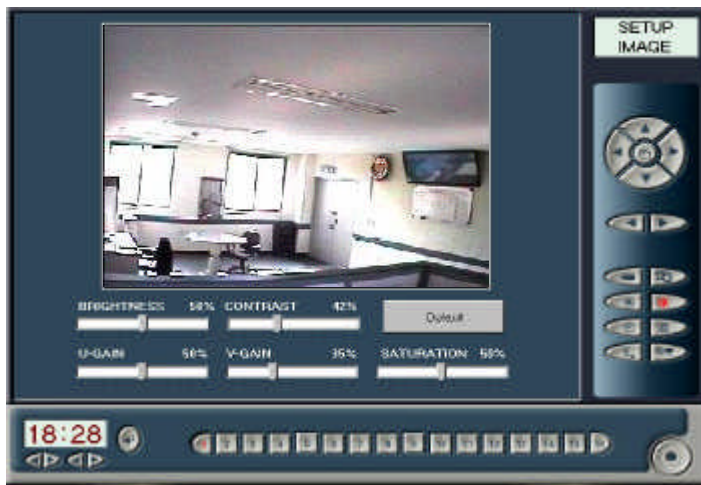 SETUP
IMAGE
BRIGHTNESS 50% CONTRAST 42%
Default
U-GAIN 50% V-GAIN 35% SATURATION 50%
18:28